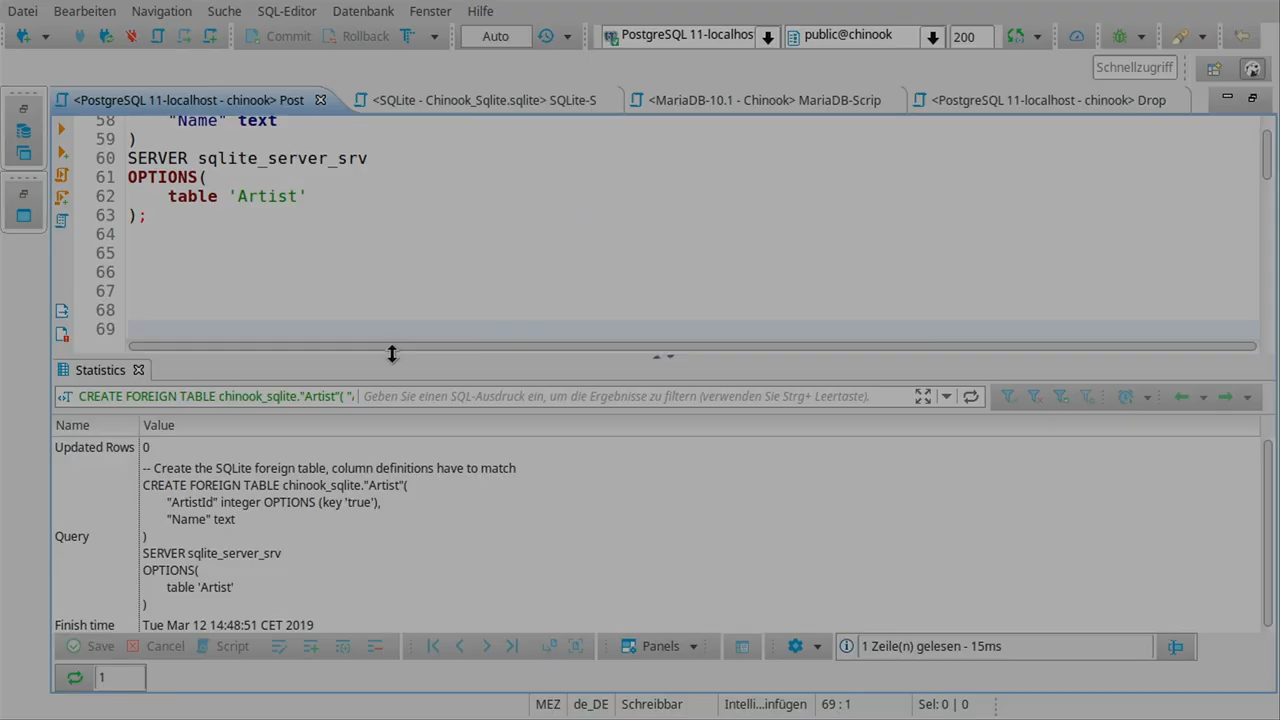 Datei Bearbeiten Navigation Suche SQL-Editor Datenbank Fenster Hilfe
Commit Rollback Auto PostgreSQL 11-localhost public@chinook 200
Schnellzugriff
<PostgreSQL 11-localhost - chinook> Post <SQLite - Chinook_Sqlite.sqlite> SQLite-S <MariaDB-10.1 - Chinook> MariaDB-Scrip <PostgreSQL 11-localhost - chinook> Drop
58 "Name" text
59 )
60 SERVER sqlite_server_srv
61 OPTIONS(
62 table 'Artist'
63 );
64
65
66
67
68
69
Statistics
CREATE FOREIGN TABLE chinook_sqlite."Artist"( ", Geben Sie einen SQL-Ausdruck ein, um die Ergebnisse zu filtern (verwenden Sie Strg+ Leertaste).
Name Value
Updated Rows 0
-- Create the SQLite foreign table, column definitions have to match
CREATE FOREIGN TABLE chinook_sqlite."Artist"(
"ArtistId" integer OPTIONS (key 'true'),
"Name" text
Query )
SERVER sqlite_server_srv
OPTIONS(
table 'Artist'
)
Finish time Tue Mar 12 14:48:51 CET 2019
Save Cancel Script Panels 1 Zeile(n) gelesen - 15ms
1
MEZ de_DE Schreibbar Intelli...infügen 69 : 1 Sel: 0 | 0